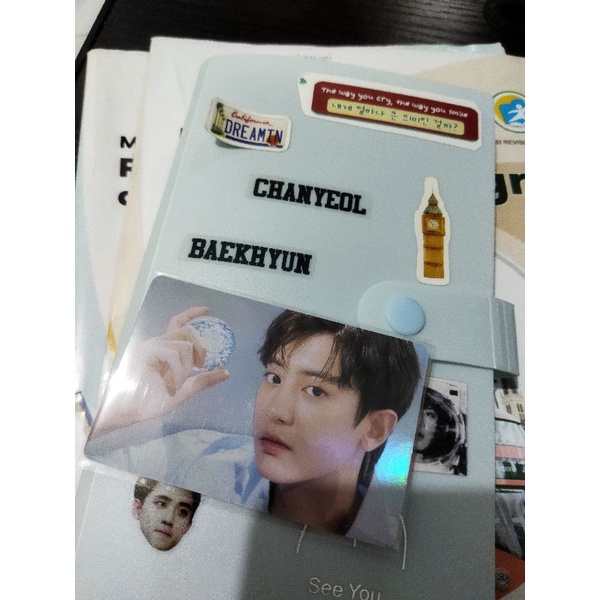 The way you cry, the way you smile
내게 얼마나 큰 의미인 걸까?
California
DREAMIN
CHANYEOL
BAEKHYUN
See You